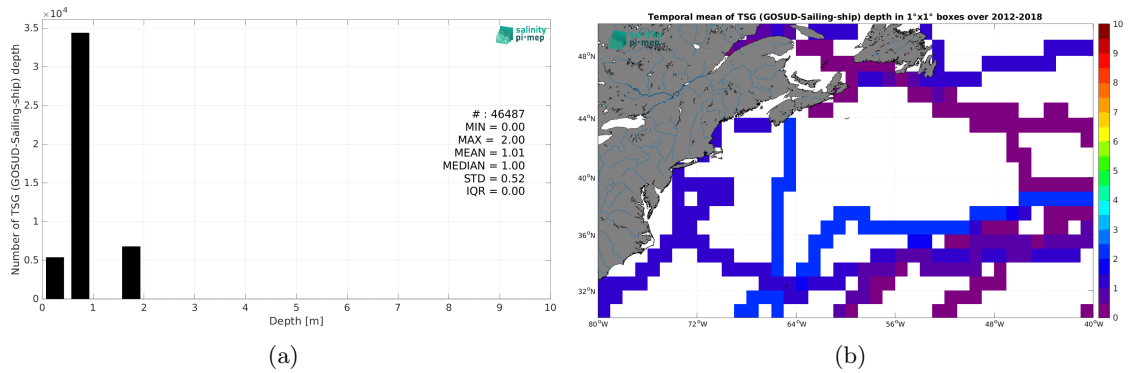 ×10⁴
3.5
3
2.5
2
1.5
1
0.5
0
Number of TSG (GOSUD-Sailing-ship) depth
salinity
pi-mep
# : 46487
MIN = 0.00
MAX = 2.00
MEAN = 1.01
MEDIAN = 1.00
STD = 0.52
IQR = 0.00
0 1 2 3 4 5 6 7 8 9 10
Depth [m]
(a)
Temporal mean of TSG (GOSUD-Sailing-ship) depth in 1°x1° boxes over 2012-2018
salinity
pi-mep
48°N
44°N
40°N
36°N
32°N
80°W 72°W 64°W 56°W 48°W 40°W
10
9
8
7
6
5
4
3
2
1
0
(b)